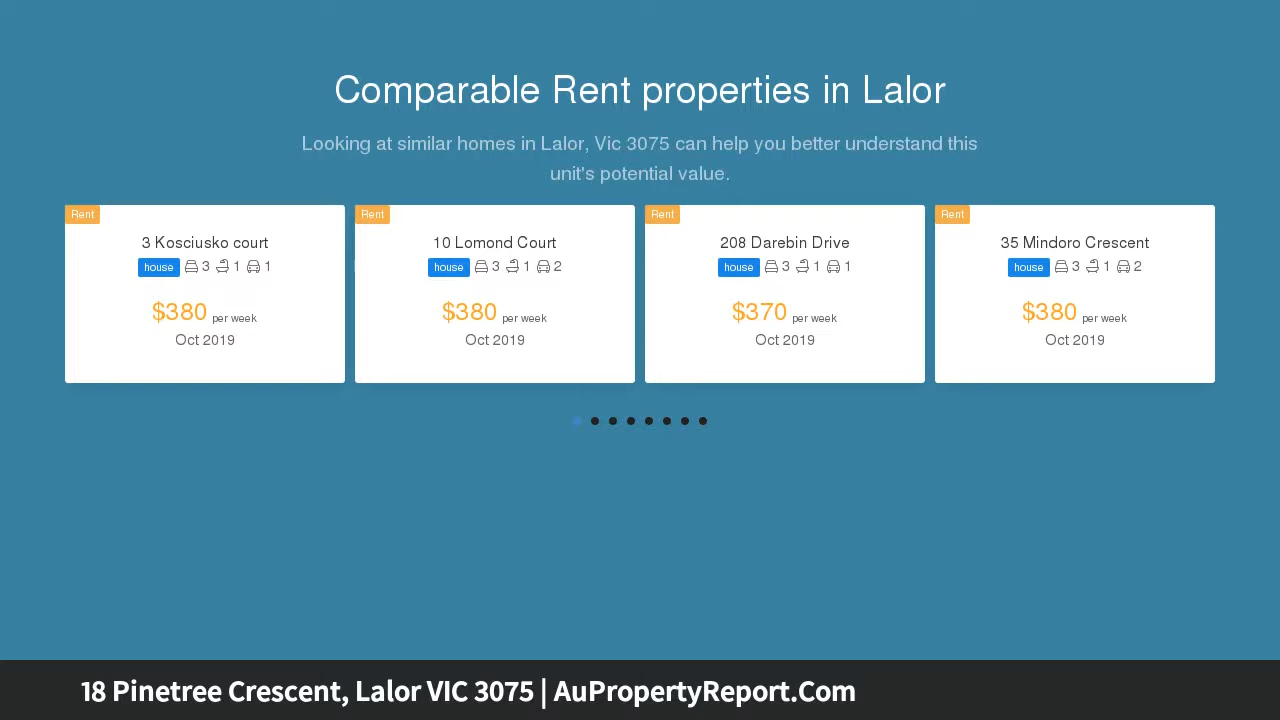 Comparable Rent properties in Lalor
Looking at similar homes in Lalor, Vic 3075 can help you better understand this
unit's potential value.
Rent
3 Kosciusko court
house 3 1 1
$380 per week
Oct 2019
Rent
10 Lomond Court
house 3 1 2
$380 per week
Oct 2019
Rent
208 Darebin Drive
house 3 1 1
$370 per week
Oct 2019
Rent
35 Mindoro Crescent
house 3 1 2
$380 per week
Oct 2019
18 Pinetree Crescent, Lalor VIC 3075 | AuPropertyReport.Com